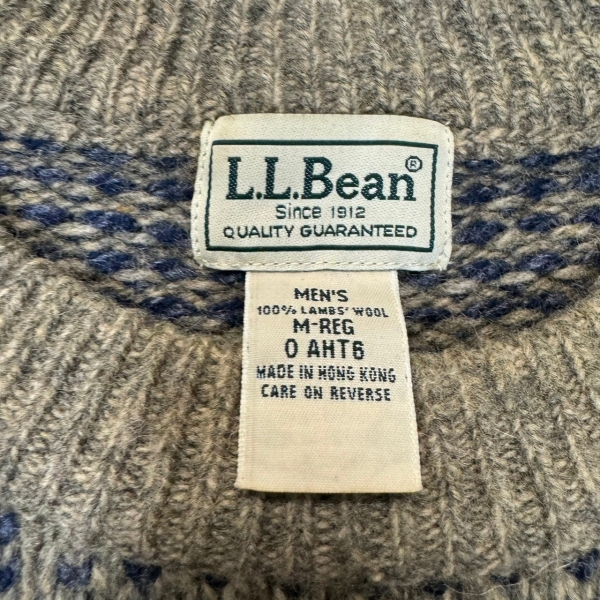 L.L.Bean®
Since 1912
QUALITY GUARANTEED
MEN'S
100% LAMBS' WOOL
M-REG
0 AHT6
MADE IN HONG KONG
CARE ON REVERSE